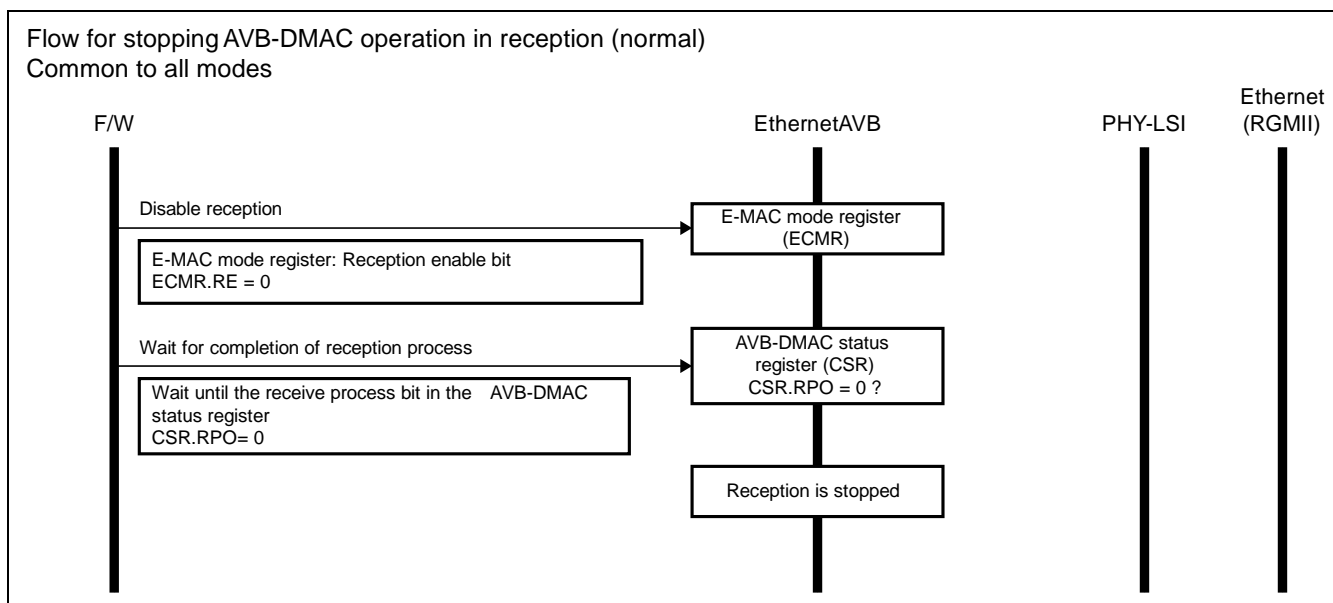 Flow for stopping AVB-DMAC operation in reception (normal)
Common to all modes
F/W
EthernetAVB
PHY-LSI
Ethernet
(RGMII)
Disable reception
E-MAC mode register
(ECMR)
E-MAC mode register: Reception enable bit
ECMR.RE = 0
Wait for completion of reception process
AVB-DMAC status
register (CSR)
CSR.RPO = 0 ?
Wait until the receive process bit in the AVB-DMAC
status register
CSR.RPO= 0
Reception is stopped